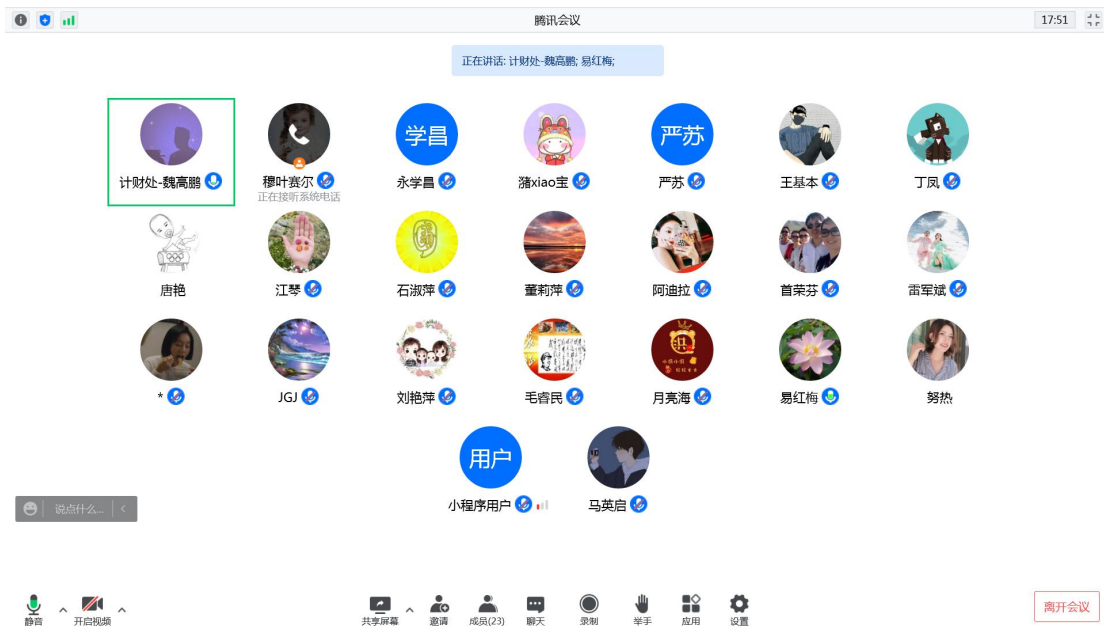 腾讯会议
17:51
正在讲话: 计财处-魏高鹏; 易红梅;
学昌
严苏
计财处-魏高鹏
穆叶赛尔
永学昌
潴xiao宝
严苏
王基本
丁凤
正在接听系统电话
唐艳
江琴
石淑萍
董莉萍
阿迪拉
首荣芬
雷军斌
*
JGJ
刘艳萍
毛睿民
月亮海
易红梅
努热
用户
小程序用户
马英启
说点什么...
静音
开启视频
共享屏幕
邀请
成员(23)
聊天
录制
举手
应用
设置
离开会议